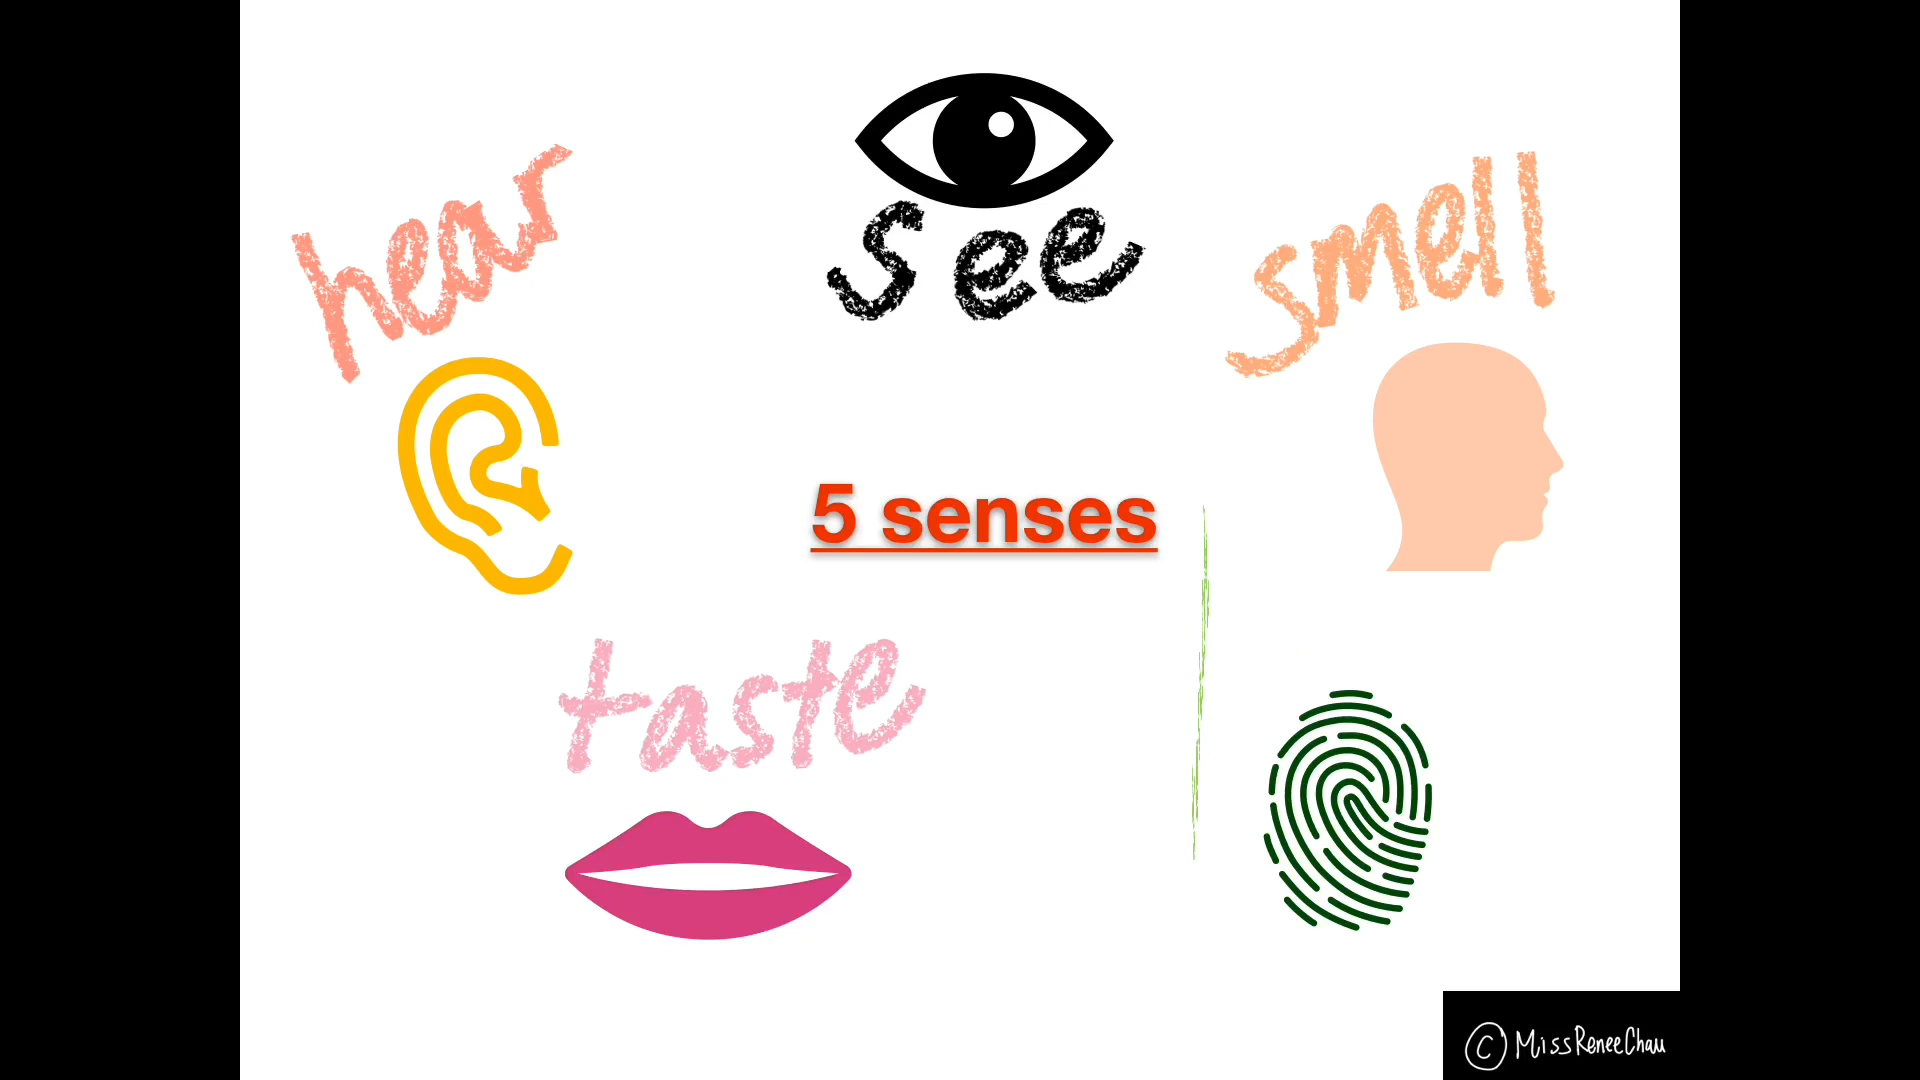 see
hear
smell
5 senses
taste
© MissReneeChau